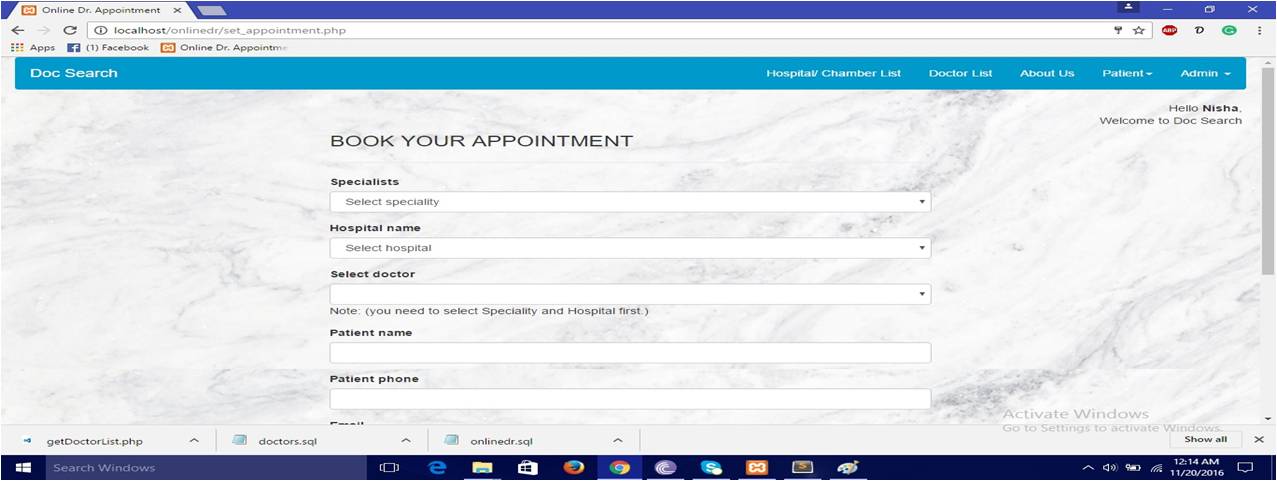 Online Dr. Appointment
localhost/onlinedr/set_appointment.php
ABP
Apps (1) Facebook Online Dr. Appointme
Doc Search Hospital/ Chamber List Doctor List About Us Patient Admin
Hello Nisha,
Welcome to Doc Search
BOOK YOUR APPOINTMENT
Specialists
Select speciality
Hospital name
Select hospital
Select doctor
Note: (you need to select Speciality and Hospital first.)
Patient name
Patient phone
Email
Activate Windows
Go to Settings to activate Windows.
getDoctorList.php doctors.sql onlinedr.sql Show all
Search Windows 12:14 AM
11/20/2016